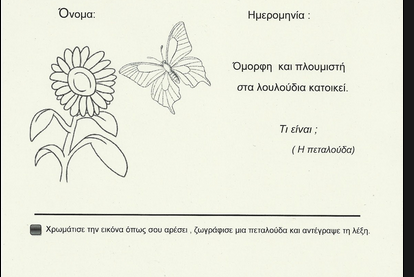 Όνομα:
Ημερομηνία :
Όμορφη και πλουμιστή
στα λουλούδια κατοικεί.
Τι είναι ;
( Η πεταλούδα)
Χρωμάτισε την εικόνα όπως σου αρέσει , ζωγράφισε μια πεταλούδα και αντέγραψε τη λέξη.